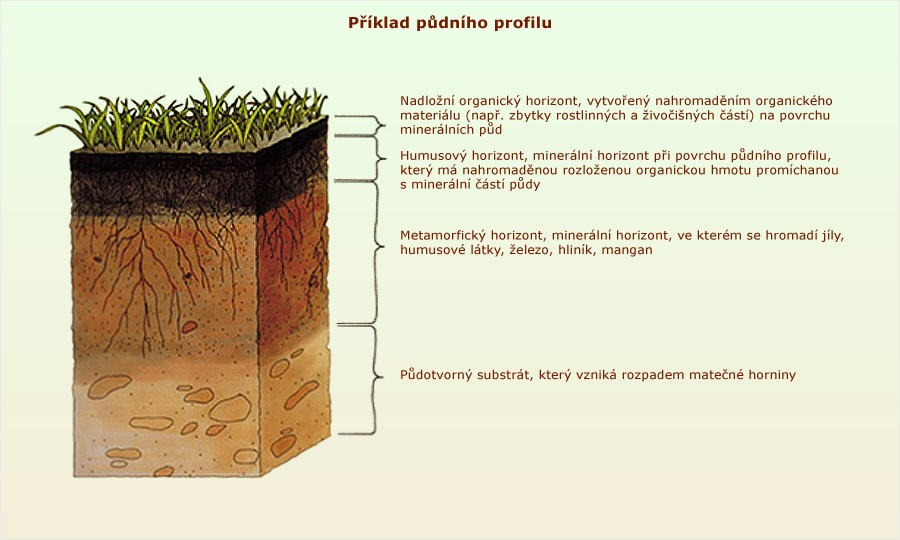 Příklad půdního profilu
Nadložní organický horizont, vytvořený nahromaděním organického
materiálu (např. zbytky rostlinných a živočišných částí) na povrchu
minerálních půd
Humusový horizont, minerální horizont při povrchu půdního profilu,
který má nahromaděnou rozloženou organickou hmotu promíchanou
s minerální částí půdy
Metamorfický horizont, minerální horizont, ve kterém se hromadí jíly,
humusové látky, železo, hliník, mangan
Půdotvorný substrát, který vzniká rozpadem matečné horniny